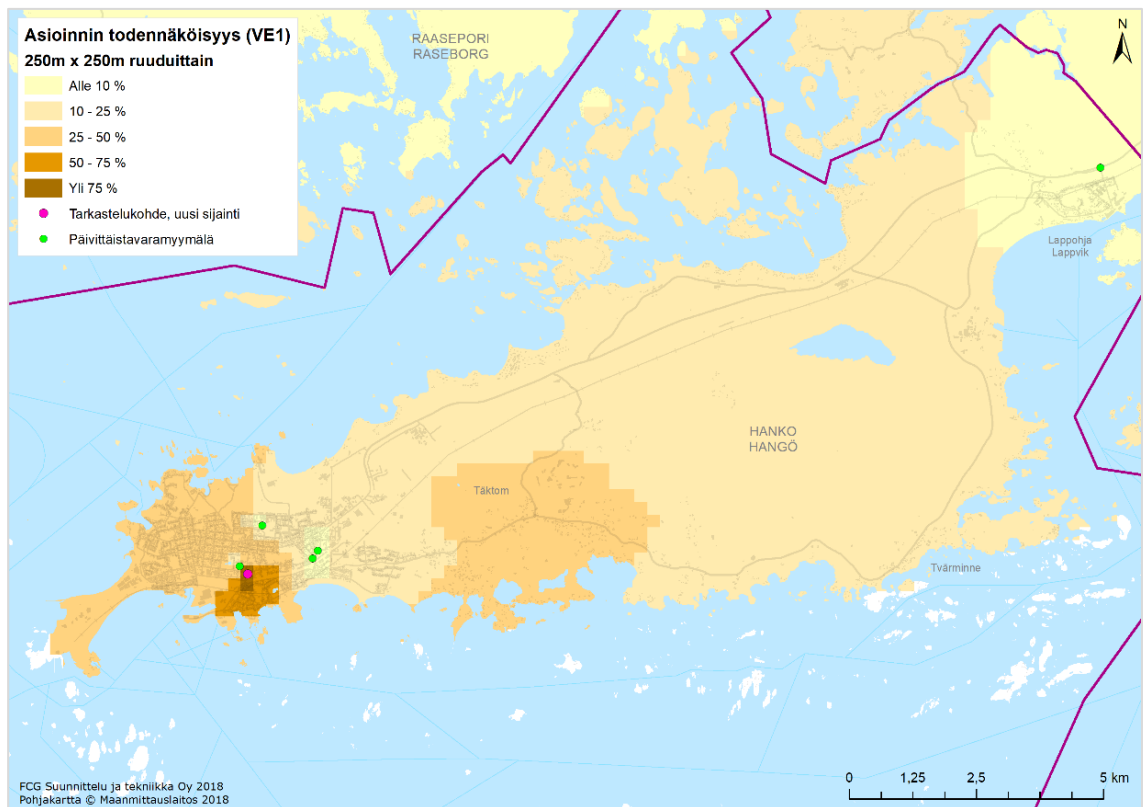 Asioinnin todennäköisyys (VE1)
250m x 250m ruuduittain
Alle 10 %
10 - 25 %
25 - 50 %
50 - 75 %
Yli 75 %
Tarkastelukohde, uusi sijainti
Päivittäistavaramyymälä
RAASEPORI
RASEBORG
N
Lappohja
Lappvik
HANKO
HANGÖ
Täktom
Tvärminne
FCG Suunnittelu ja tekniikka Oy 2018
Pohjakartta © Maanmittauslaitos 2018
0 1,25 2,5 5 km